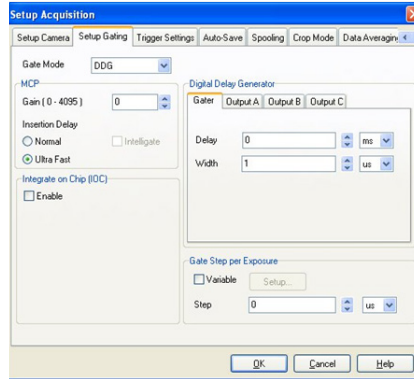 Setup Acquisition
Setup Camera Setup Gating Trigger Settings Auto-Save Spooling Crop Mode Data Averaging
Gate Mode DDG
MCP
Gain ( 0 - 4095 ) 0
Insertion Delay
Normal Intelligate
Ultra Fast
Integrate on Chip (IOC)
Enable
Digital Delay Generator
Gater Output A Output B Output C
Delay 0 ms
Width 1 us
Gate Step per Exposure
Variable Setup...
Step 0 us
OK Cancel Help